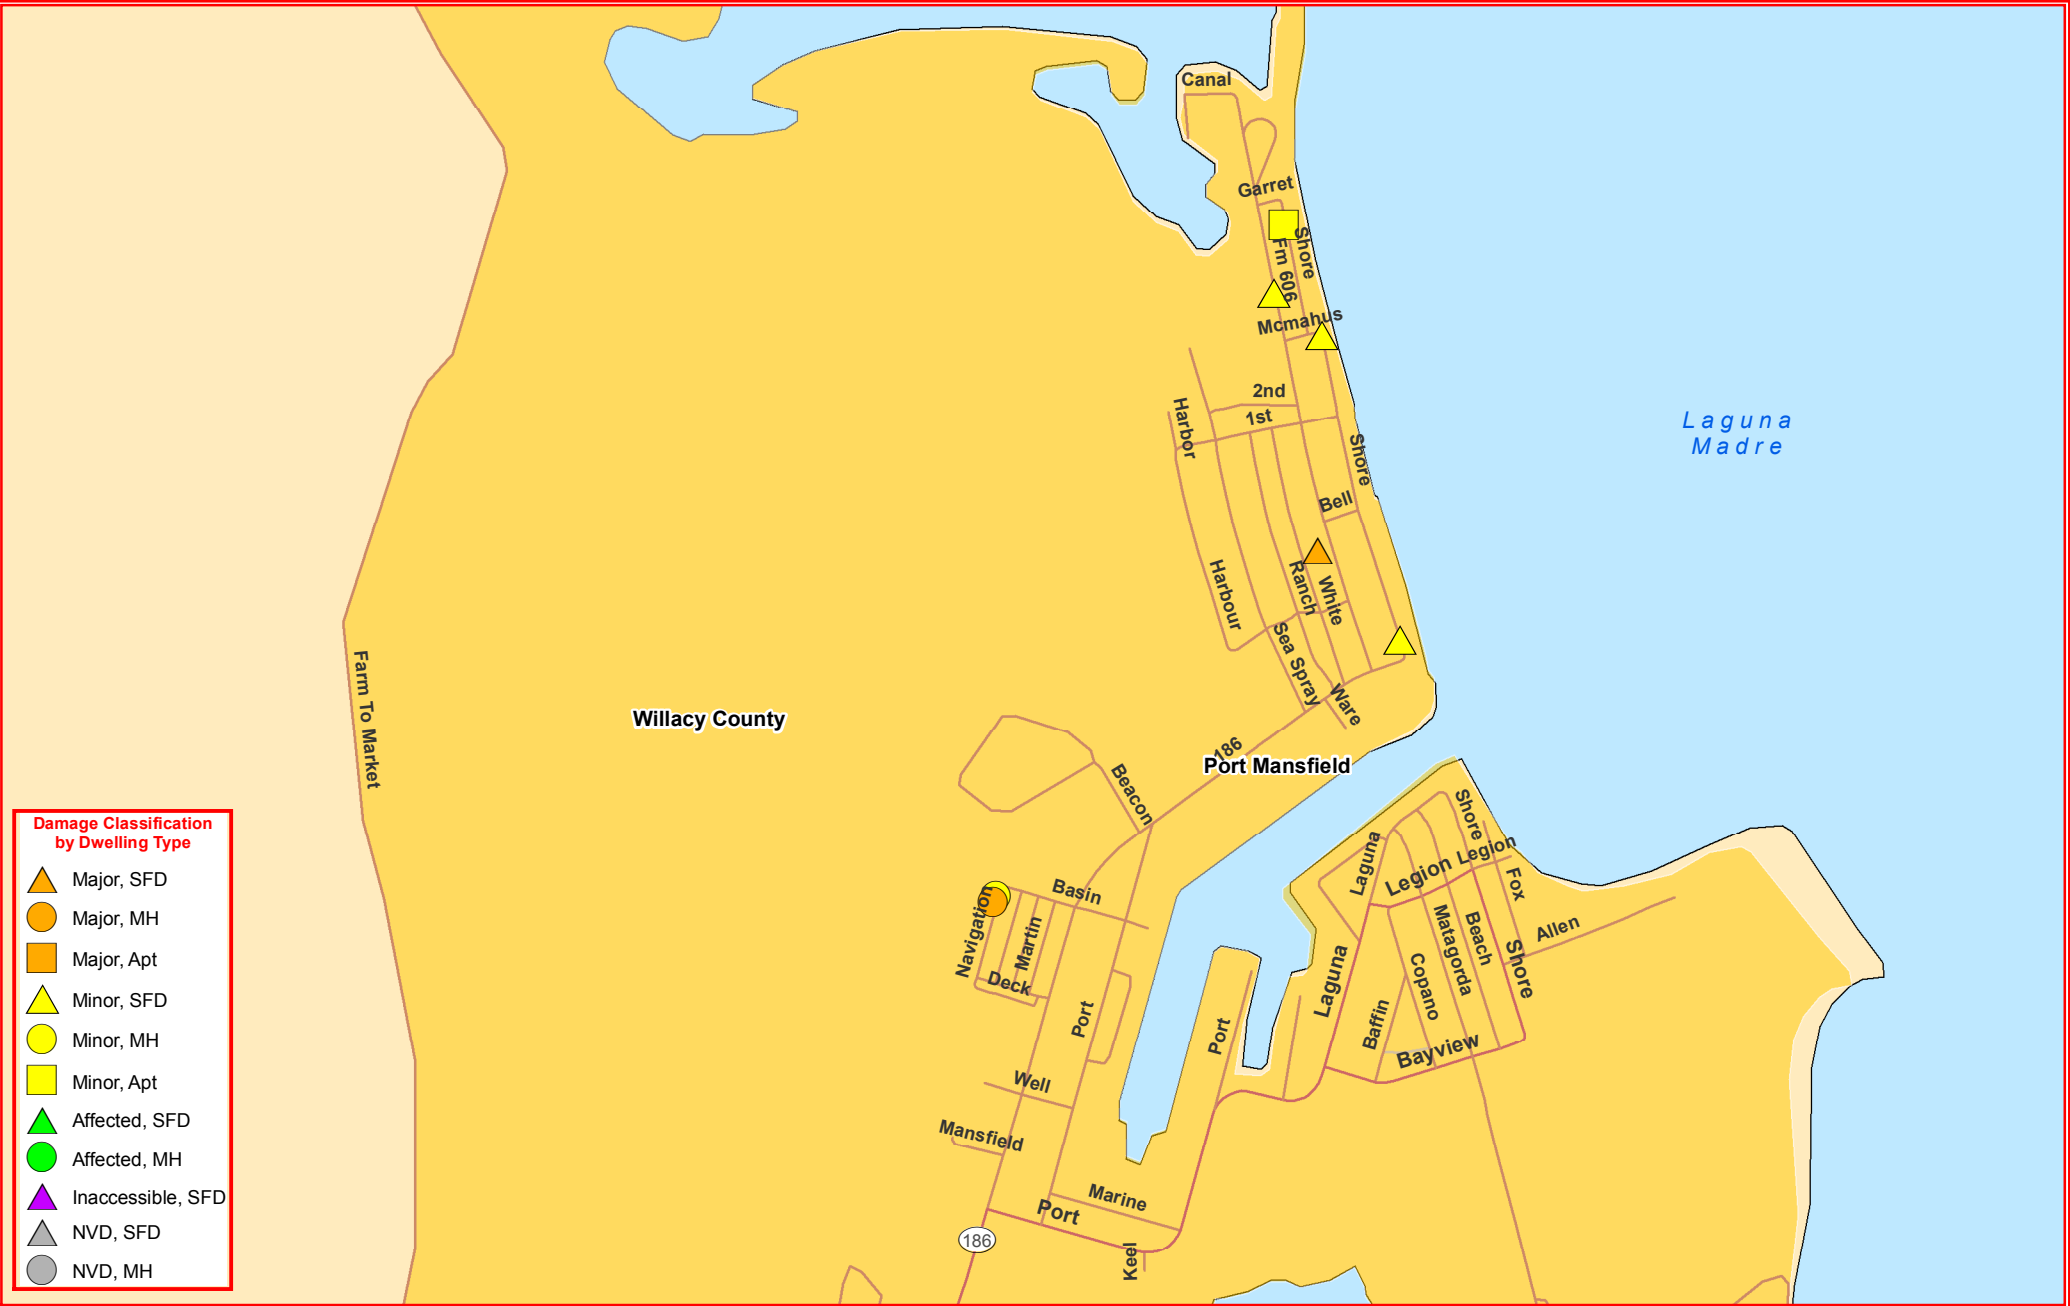 Canal
Garret
Shore
Fm 606
Mcmahus
2nd
1st
Harbor
Shore
Laguna
Madre
Bell
Harbour
Ranch
White
Sea Spray
Ware
Farm To Market
Willacy County
186
Port Mansfield
Beacon
Shore
Laguna
Legion
Legion
Fox
Basin
Navigation
Martin
Deck
Matagorda
Beach
Allen
Shore
Laguna
Copano
Baffin
Bayview
Port
Port
Well
Mansfield
Marine
Port
Keel
186
Damage Classification
by Dwelling Type
Major, SFD
Major, MH
Major, Apt
Minor, SFD
Minor, MH
Minor, Apt
Affected, SFD
Affected, MH
Inaccessible, SFD
NVD, SFD
NVD, MH